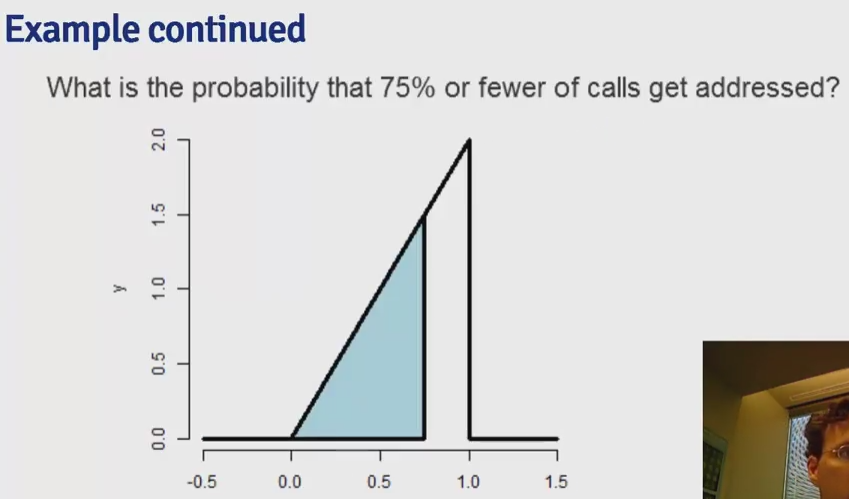 Example continued
What is the probability that 75% or fewer of calls get addressed?
2.0
1.5
y
1.0
0.5
0.0
-0.5 0.0 0.5 1.0 1.5